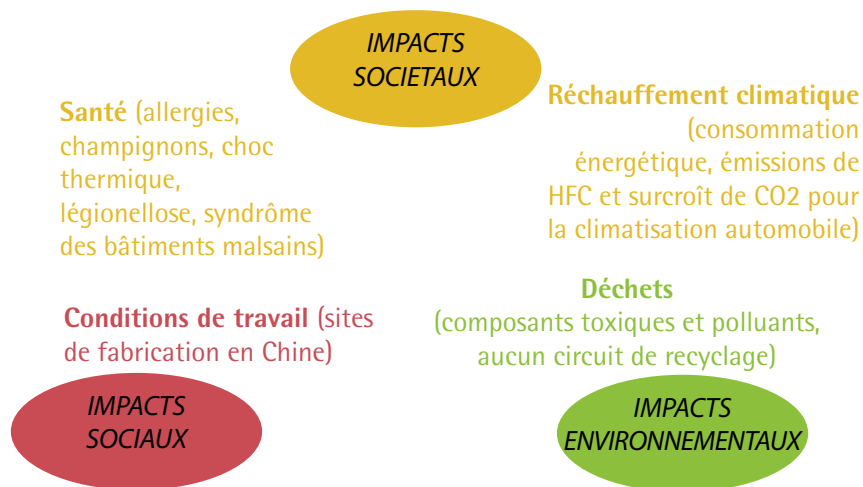 IMPACTS
SOCIETAUX
Santé (allergies,
champignons, choc
thermique,
légionellose, syndrôme
des bâtiments malsains)
Réchauffement climatique
(consommation
énergétique, émissions de
HFC et surcroît de CO2 pour
la climatisation automobile)
Conditions de travail (sites
de fabrication en Chine)
Déchets
(composants toxiques et polluants,
aucun circuit de recyclage)
IMPACTS
SOCIAUX
IMPACTS
ENVIRONNEMENTAUX